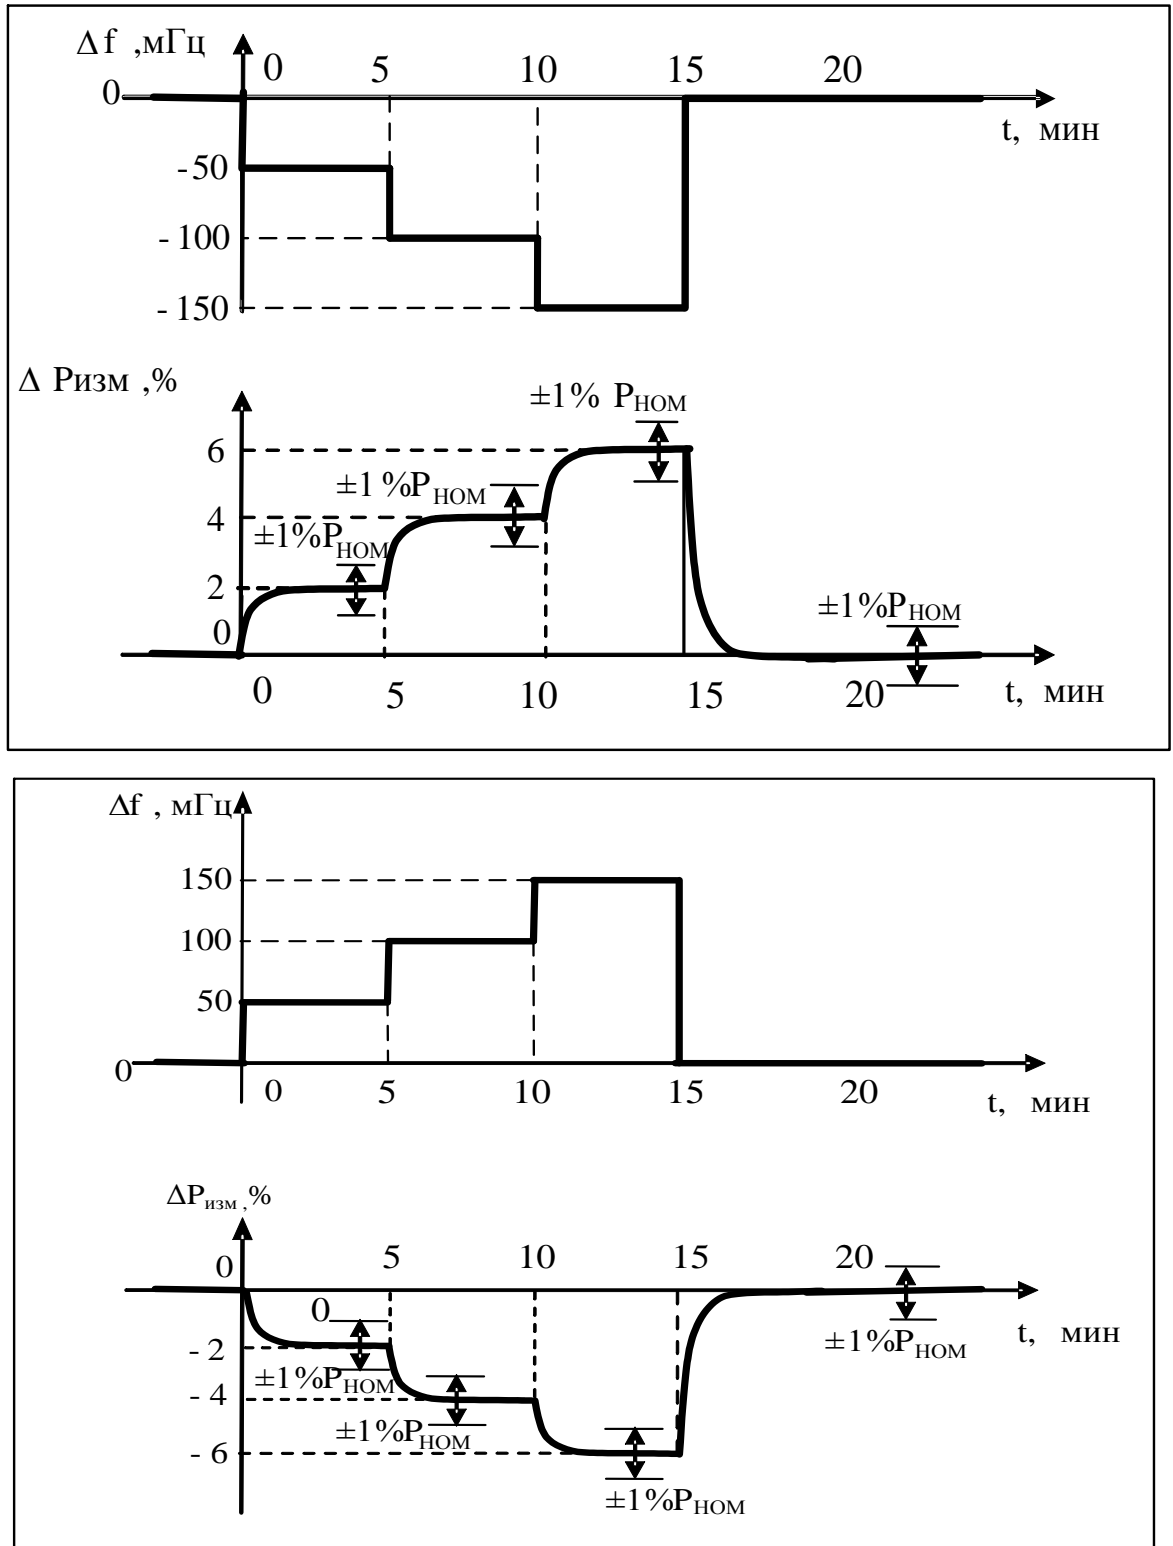 Δf ,мГц
0 5 10 15 20
0
t, мин
- 50
- 100
- 150
Δ Ризм ,%
±1% PНОМ
6
±1 %PНОМ
4
±1%PНОМ
2
±1%PНОМ
0
0 5 10 15 20 t, мин
Δf , мГц
150
100
50
0
0 5 10 15 20
t, мин
ΔPизм ,%
0 5 10 15 20
0
t, мин
- 2
±1%PНОМ
±1%PНОМ
- 4
±1%PНОМ
- 6
±1%PНОМ